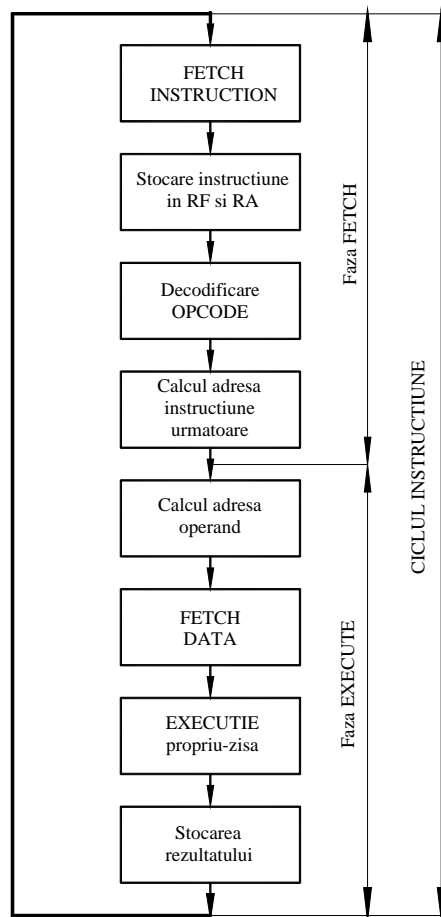 FETCH
INSTRUCTION
Stocare instructiune
in RF si RA
Decodificare
OPCODE
Calcul adresa
instructiune
urmatoare
Calcul adresa
operand
FETCH
DATA
EXECUTIE
propriu-zisa
Stocarea
rezultatului
Faza FETCH
Faza EXECUTE
CICLUL INSTRUCTIUNE